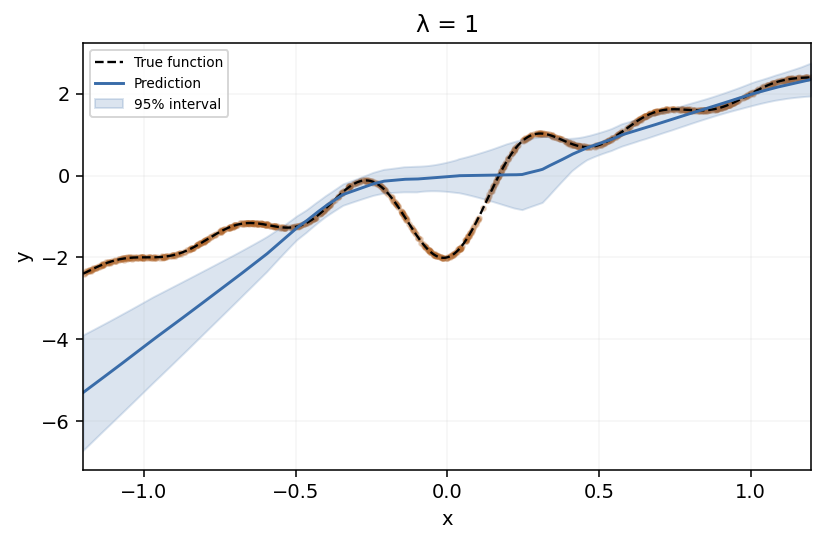 λ = 1
True function
Prediction
95% interval
2
0
−2
−4
−6
y
−1.0 −0.5 0.0 0.5 1.0
x